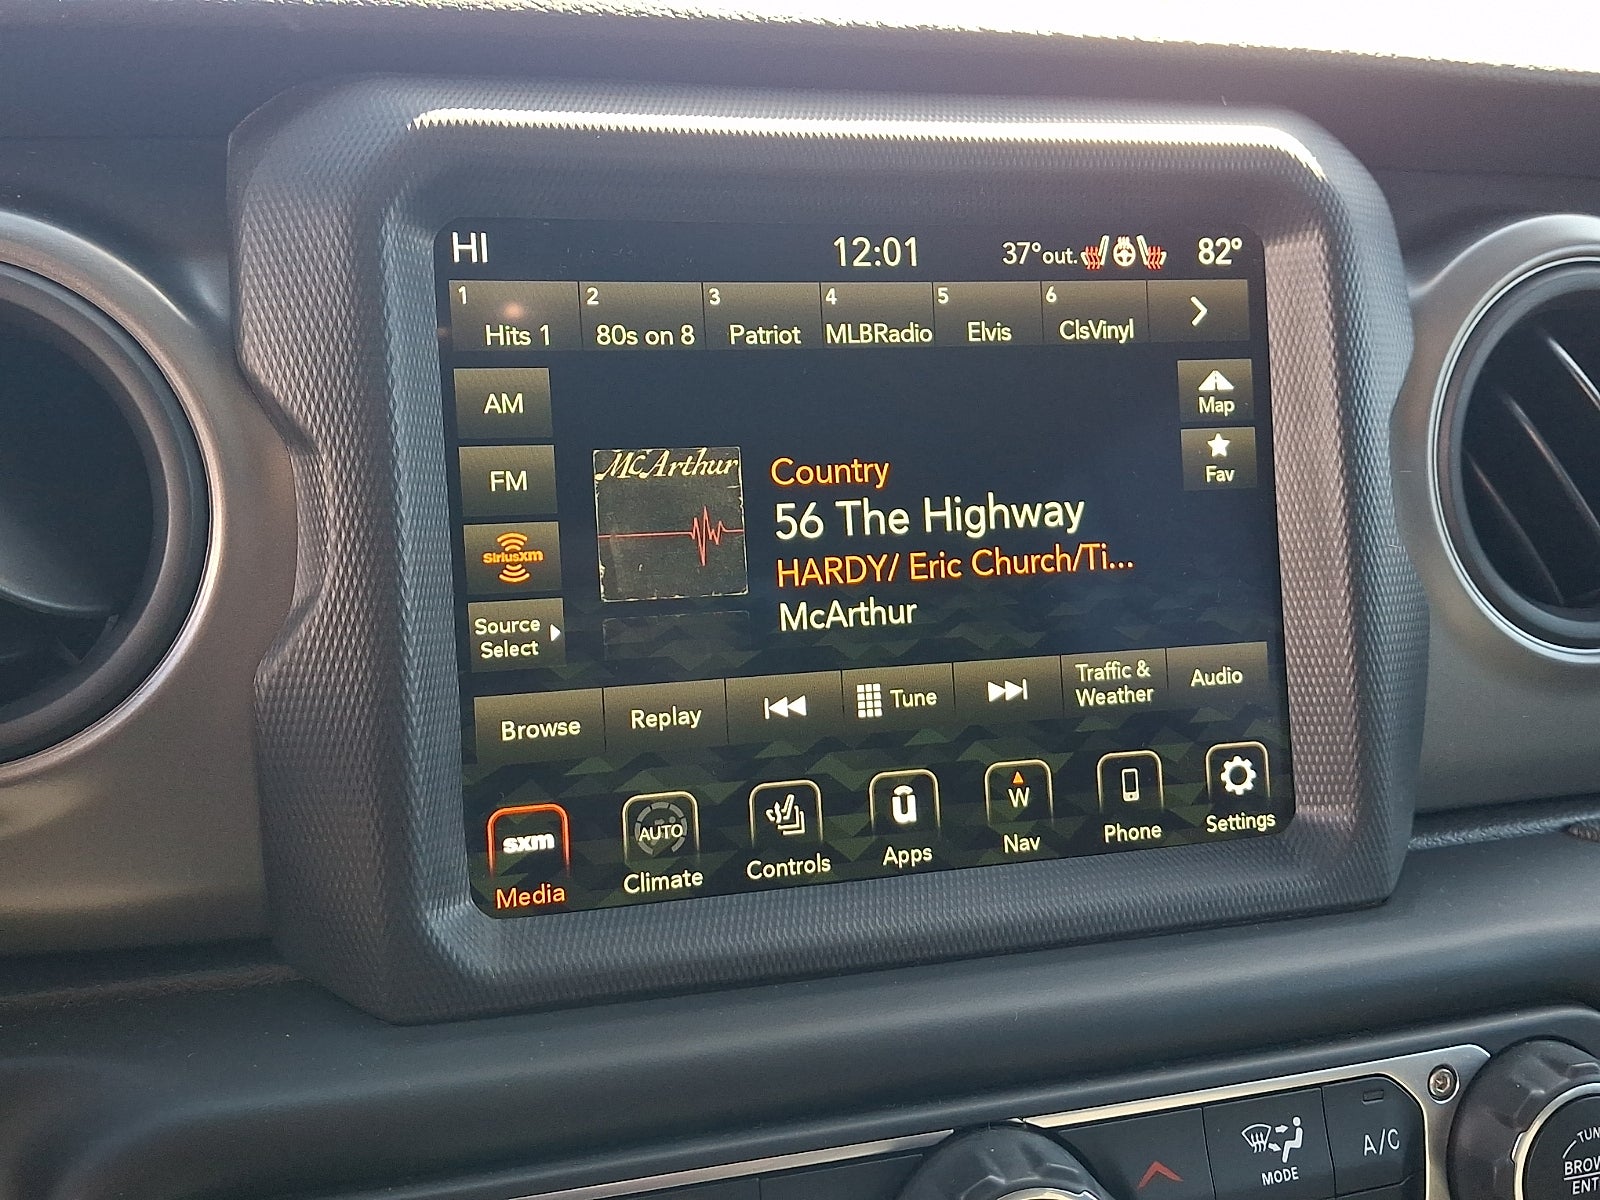 HI 12:01 37°out. 82°
1 2 3 4 5 6
Hits 1 80s on 8 Patriot MLBRadio Elvis ClsVinyl
AM
FM
SiriusXm
Source
Select
Map
Fav
McArthur
Country
56 The Highway
HARDY/ Eric Church/Ti...
McArthur
Browse Replay Tune Traffic &
Weather Audio
sxm AUTO u W
Media Climate Controls Apps Nav Phone Settings
MODE
A/C